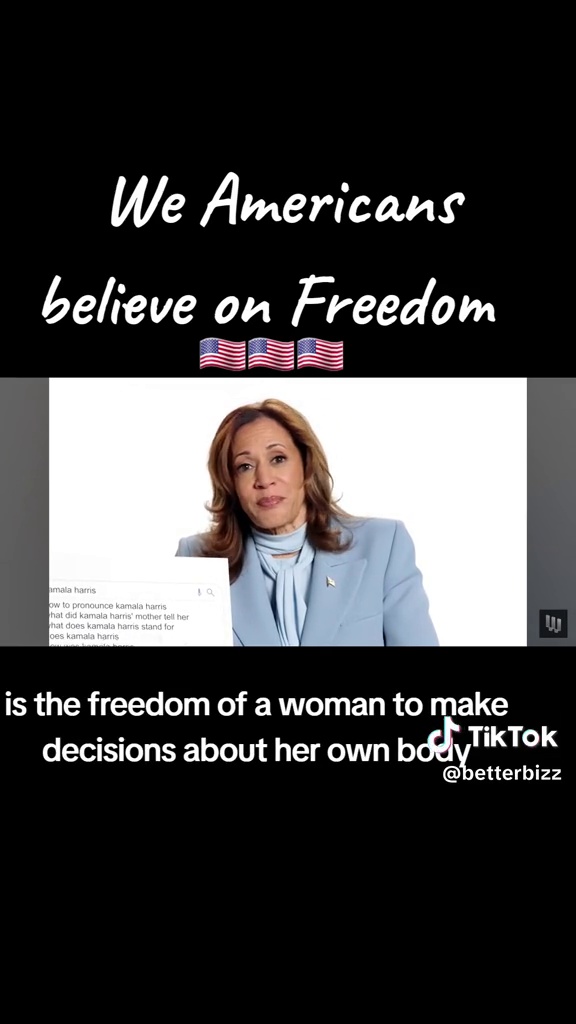 We Americans
believe on Freedom
🇺🇸🇺🇸🇺🇸
amala harris
ow to pronounce kamala harris
hat did kamala harris' mother tell her
hat does kamala harris stand for
oes kamala harris
is the freedom of a woman to make
decisions about her own body
TikTok
@betterbizz